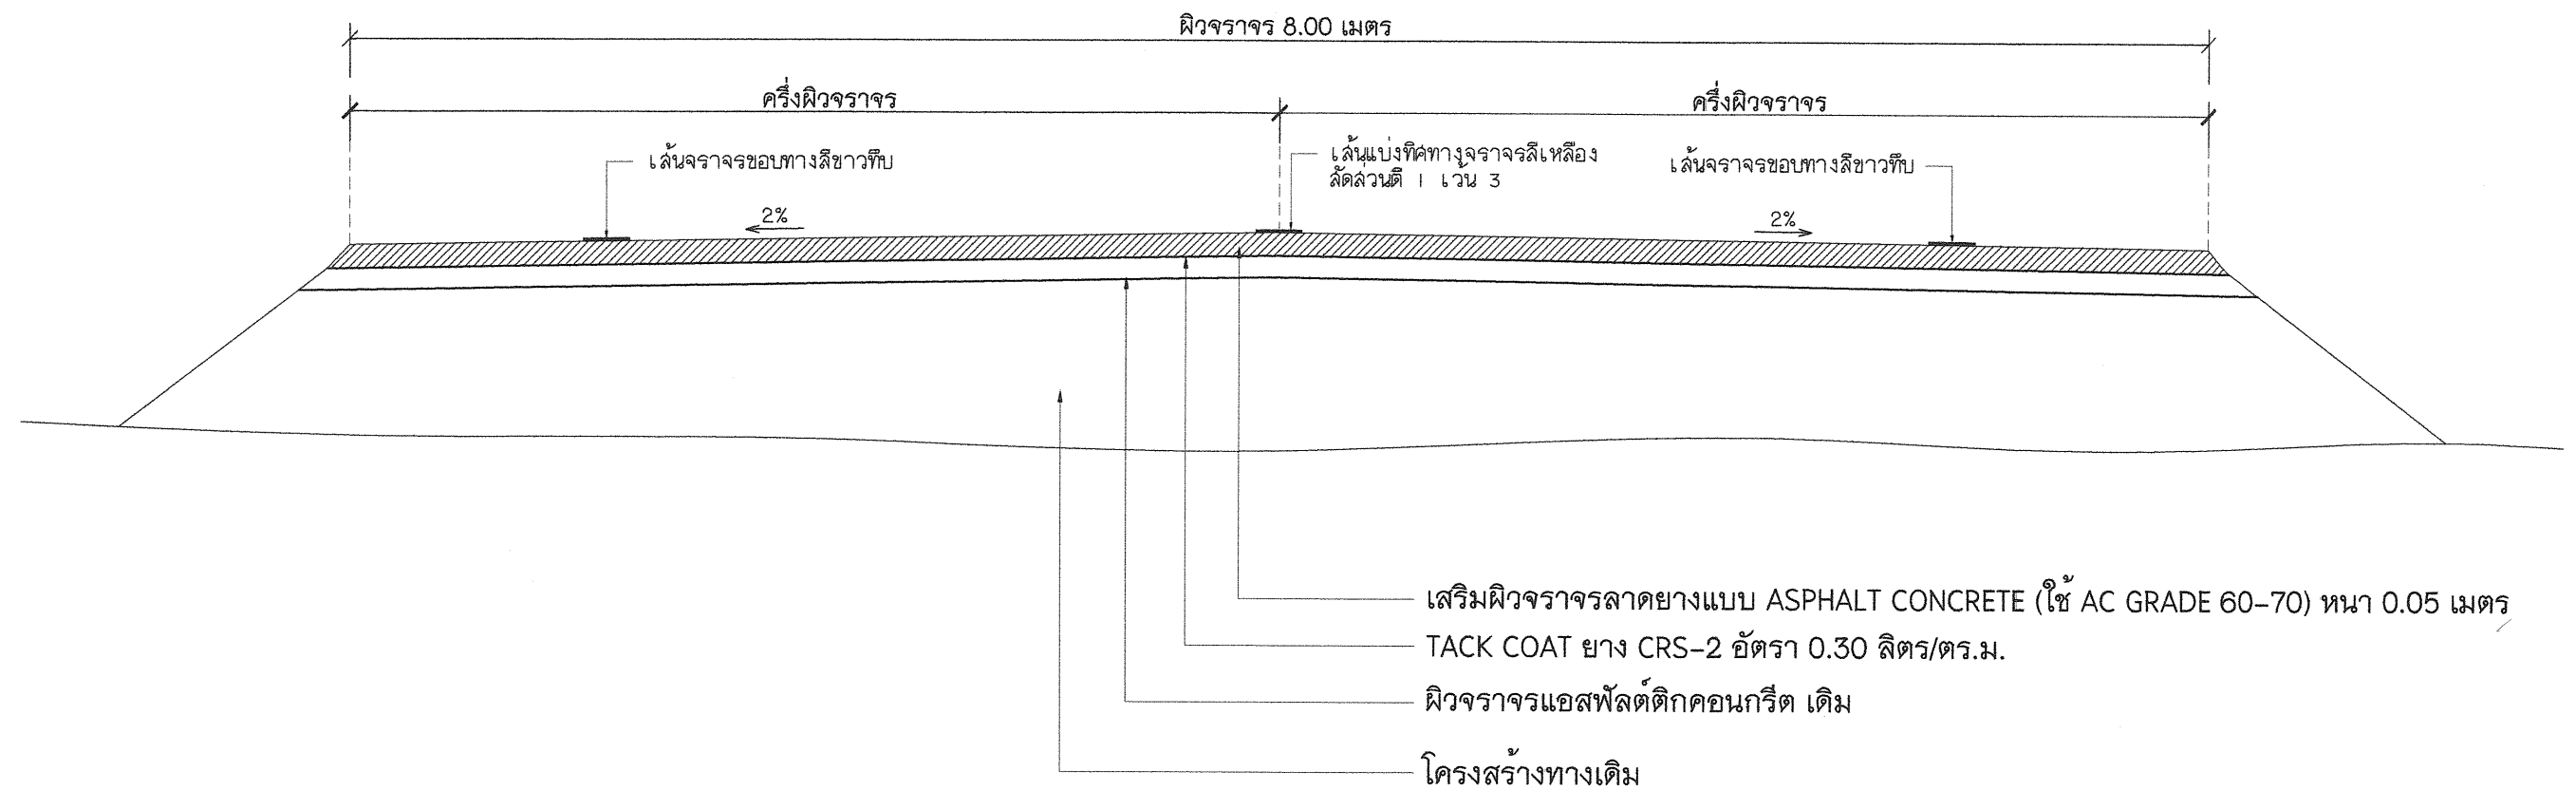 ผิวจราจร 8.00 เมตร
ครึ่งผิวจราจร
ครึ่งผิวจราจร
เส้นจราจรขอบทางสีขาวทึบ
เส้นแบ่งทิศทางจราจรสีเหลือง
สัดส่วนตี 1 เว้น 3
เส้นจราจรขอบทางสีขาวทึบ
2%
2%
เสริมผิวจราจรลาดยางแบบ ASPHALT CONCRETE (ใช้ AC GRADE 60-70) หนา 0.05 เมตร
TACK COAT ยาง CRS-2 อัตรา 0.30 ลิตร/ตร.ม.
ผิวจราจรแอสฟัลต์ติกคอนกรีต เดิม
โครงสร้างทางเดิม